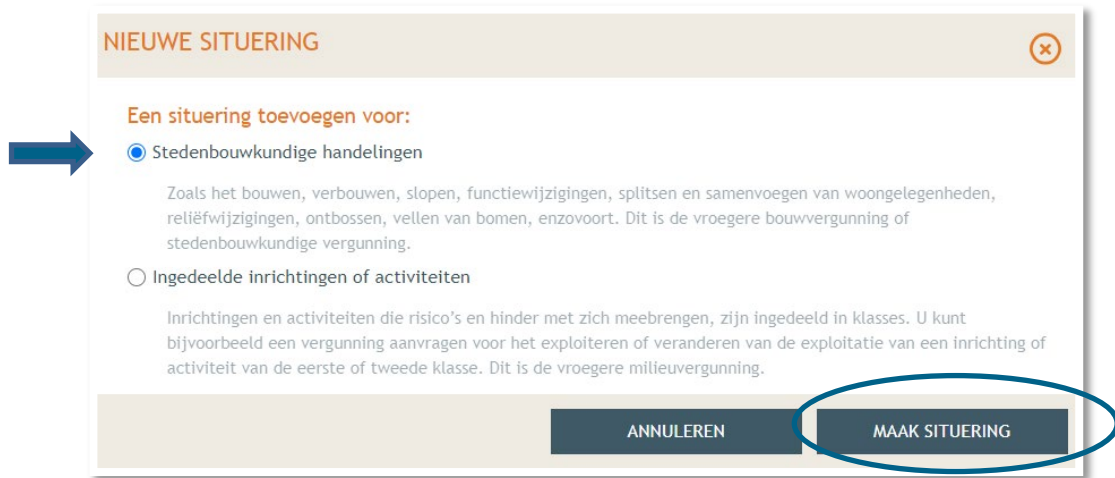 NIEUWE SITUERING
Een situering toevoegen voor:
Stedenbouwkundige handelingen
Zoals het bouwen, verbouwen, slopen, functiewijzigingen, splitsen en samenvoegen van woongelegenheden,
reliëfwijzigingen, ontbossen, vellen van bomen, enzovoort. Dit is de vroegere bouwvergunning of
stedenbouwkundige vergunning.
Ingedeelde inrichtingen of activiteiten
Inrichtingen en activiteiten die risico's en hinder met zich meebrengen, zijn ingedeeld in klasses. U kunt
bijvoorbeeld een vergunning aanvragen voor het exploiteren of veranderen van de exploitatie van een inrichting of
activiteit van de eerste of tweede klasse. Dit is de vroegere milieuvergunning.
ANNULEREN
MAAK SITUERING